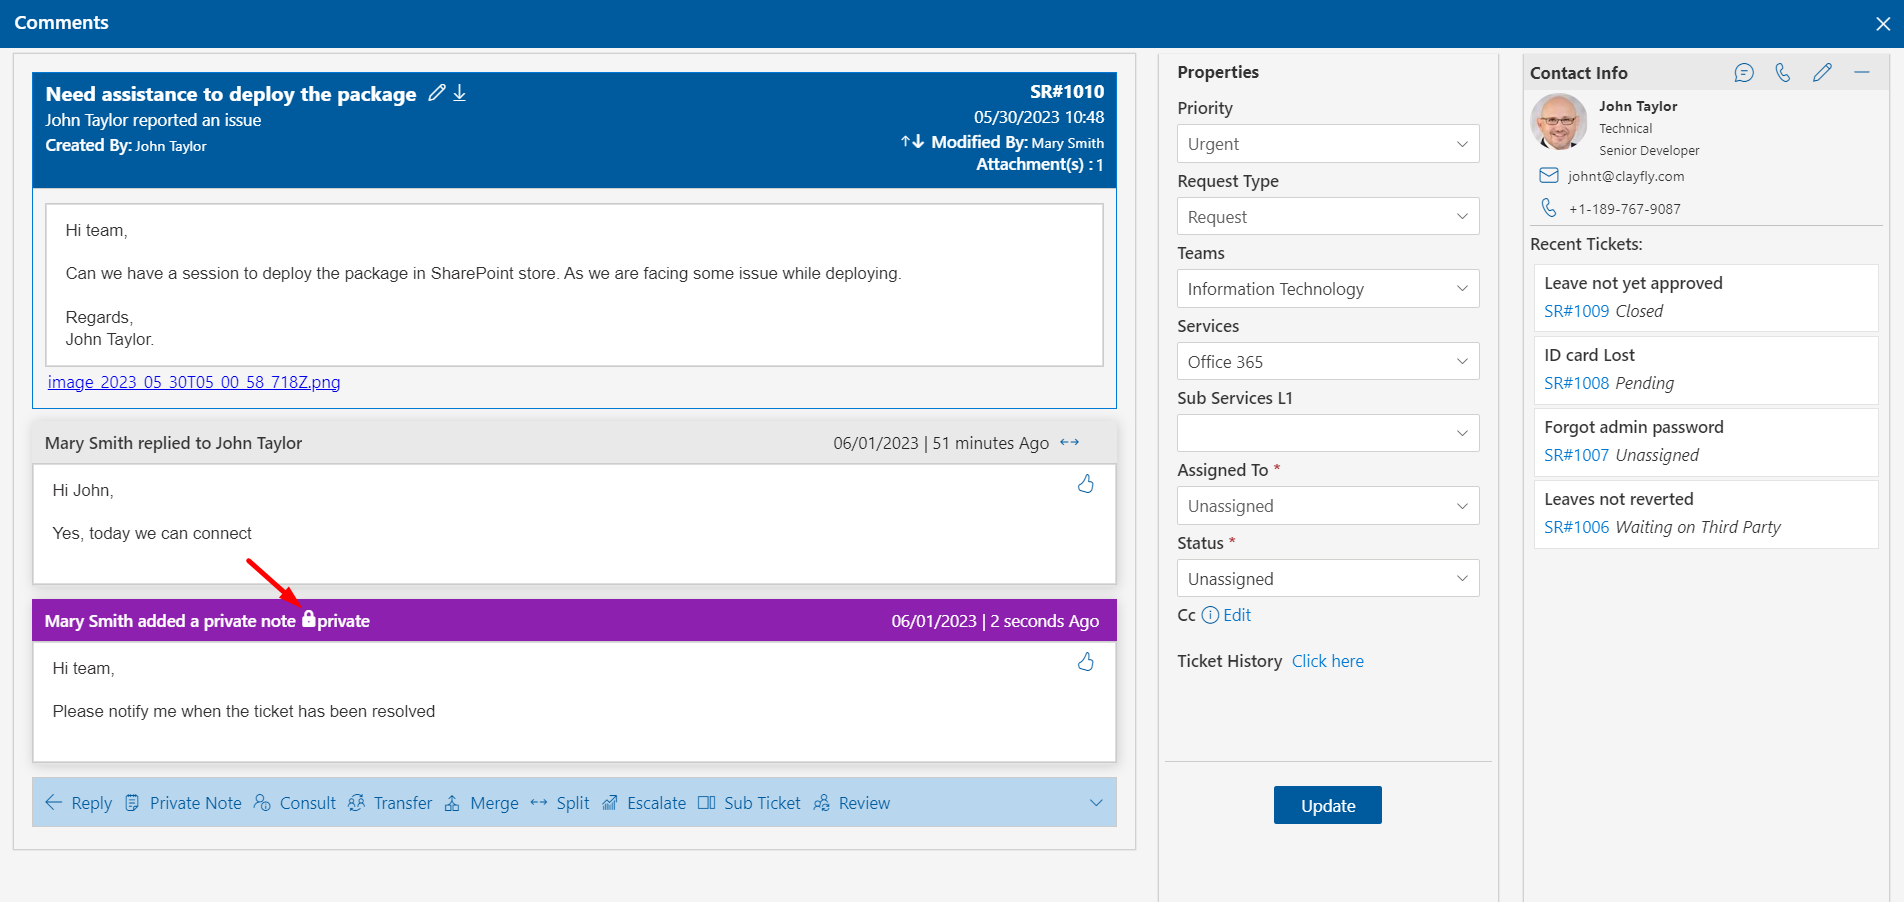 Comments
Need assistance to deploy the package
SR#1010
John Taylor reported an issue
05/30/2023 10:48
Created By: John Taylor
Modified By: Mary Smith
Attachment(s) : 1
Hi team,
Can we have a session to deploy the package in SharePoint store. As we are facing some issue while deploying.
Regards,
John Taylor.
image_2023_05_30T05_00_58_718Z.png
Mary Smith replied to John Taylor
06/01/2023 | 51 minutes Ago
Hi John,
Yes, today we can connect
Mary Smith added a private note private
06/01/2023 | 2 seconds Ago
Hi team,
Please notify me when the ticket has been resolved
Reply Private Note Consult Transfer Merge Split Escalate Sub Ticket Review
Properties
Priority
Urgent
Request Type
Request
Teams
Information Technology
Services
Office 365
Sub Services L1
Assigned To *
Unassigned
Status *
Unassigned
Cc Edit
Ticket History Click here
Update
Contact Info
John Taylor
Technical
Senior Developer
johnt@clayfly.com
+1-189-767-9087
Recent Tickets:
Leave not yet approved
SR#1009 Closed
ID card Lost
SR#1008 Pending
Forgot admin password
SR#1007 Unassigned
Leaves not reverted
SR#1006 Waiting on Third Party